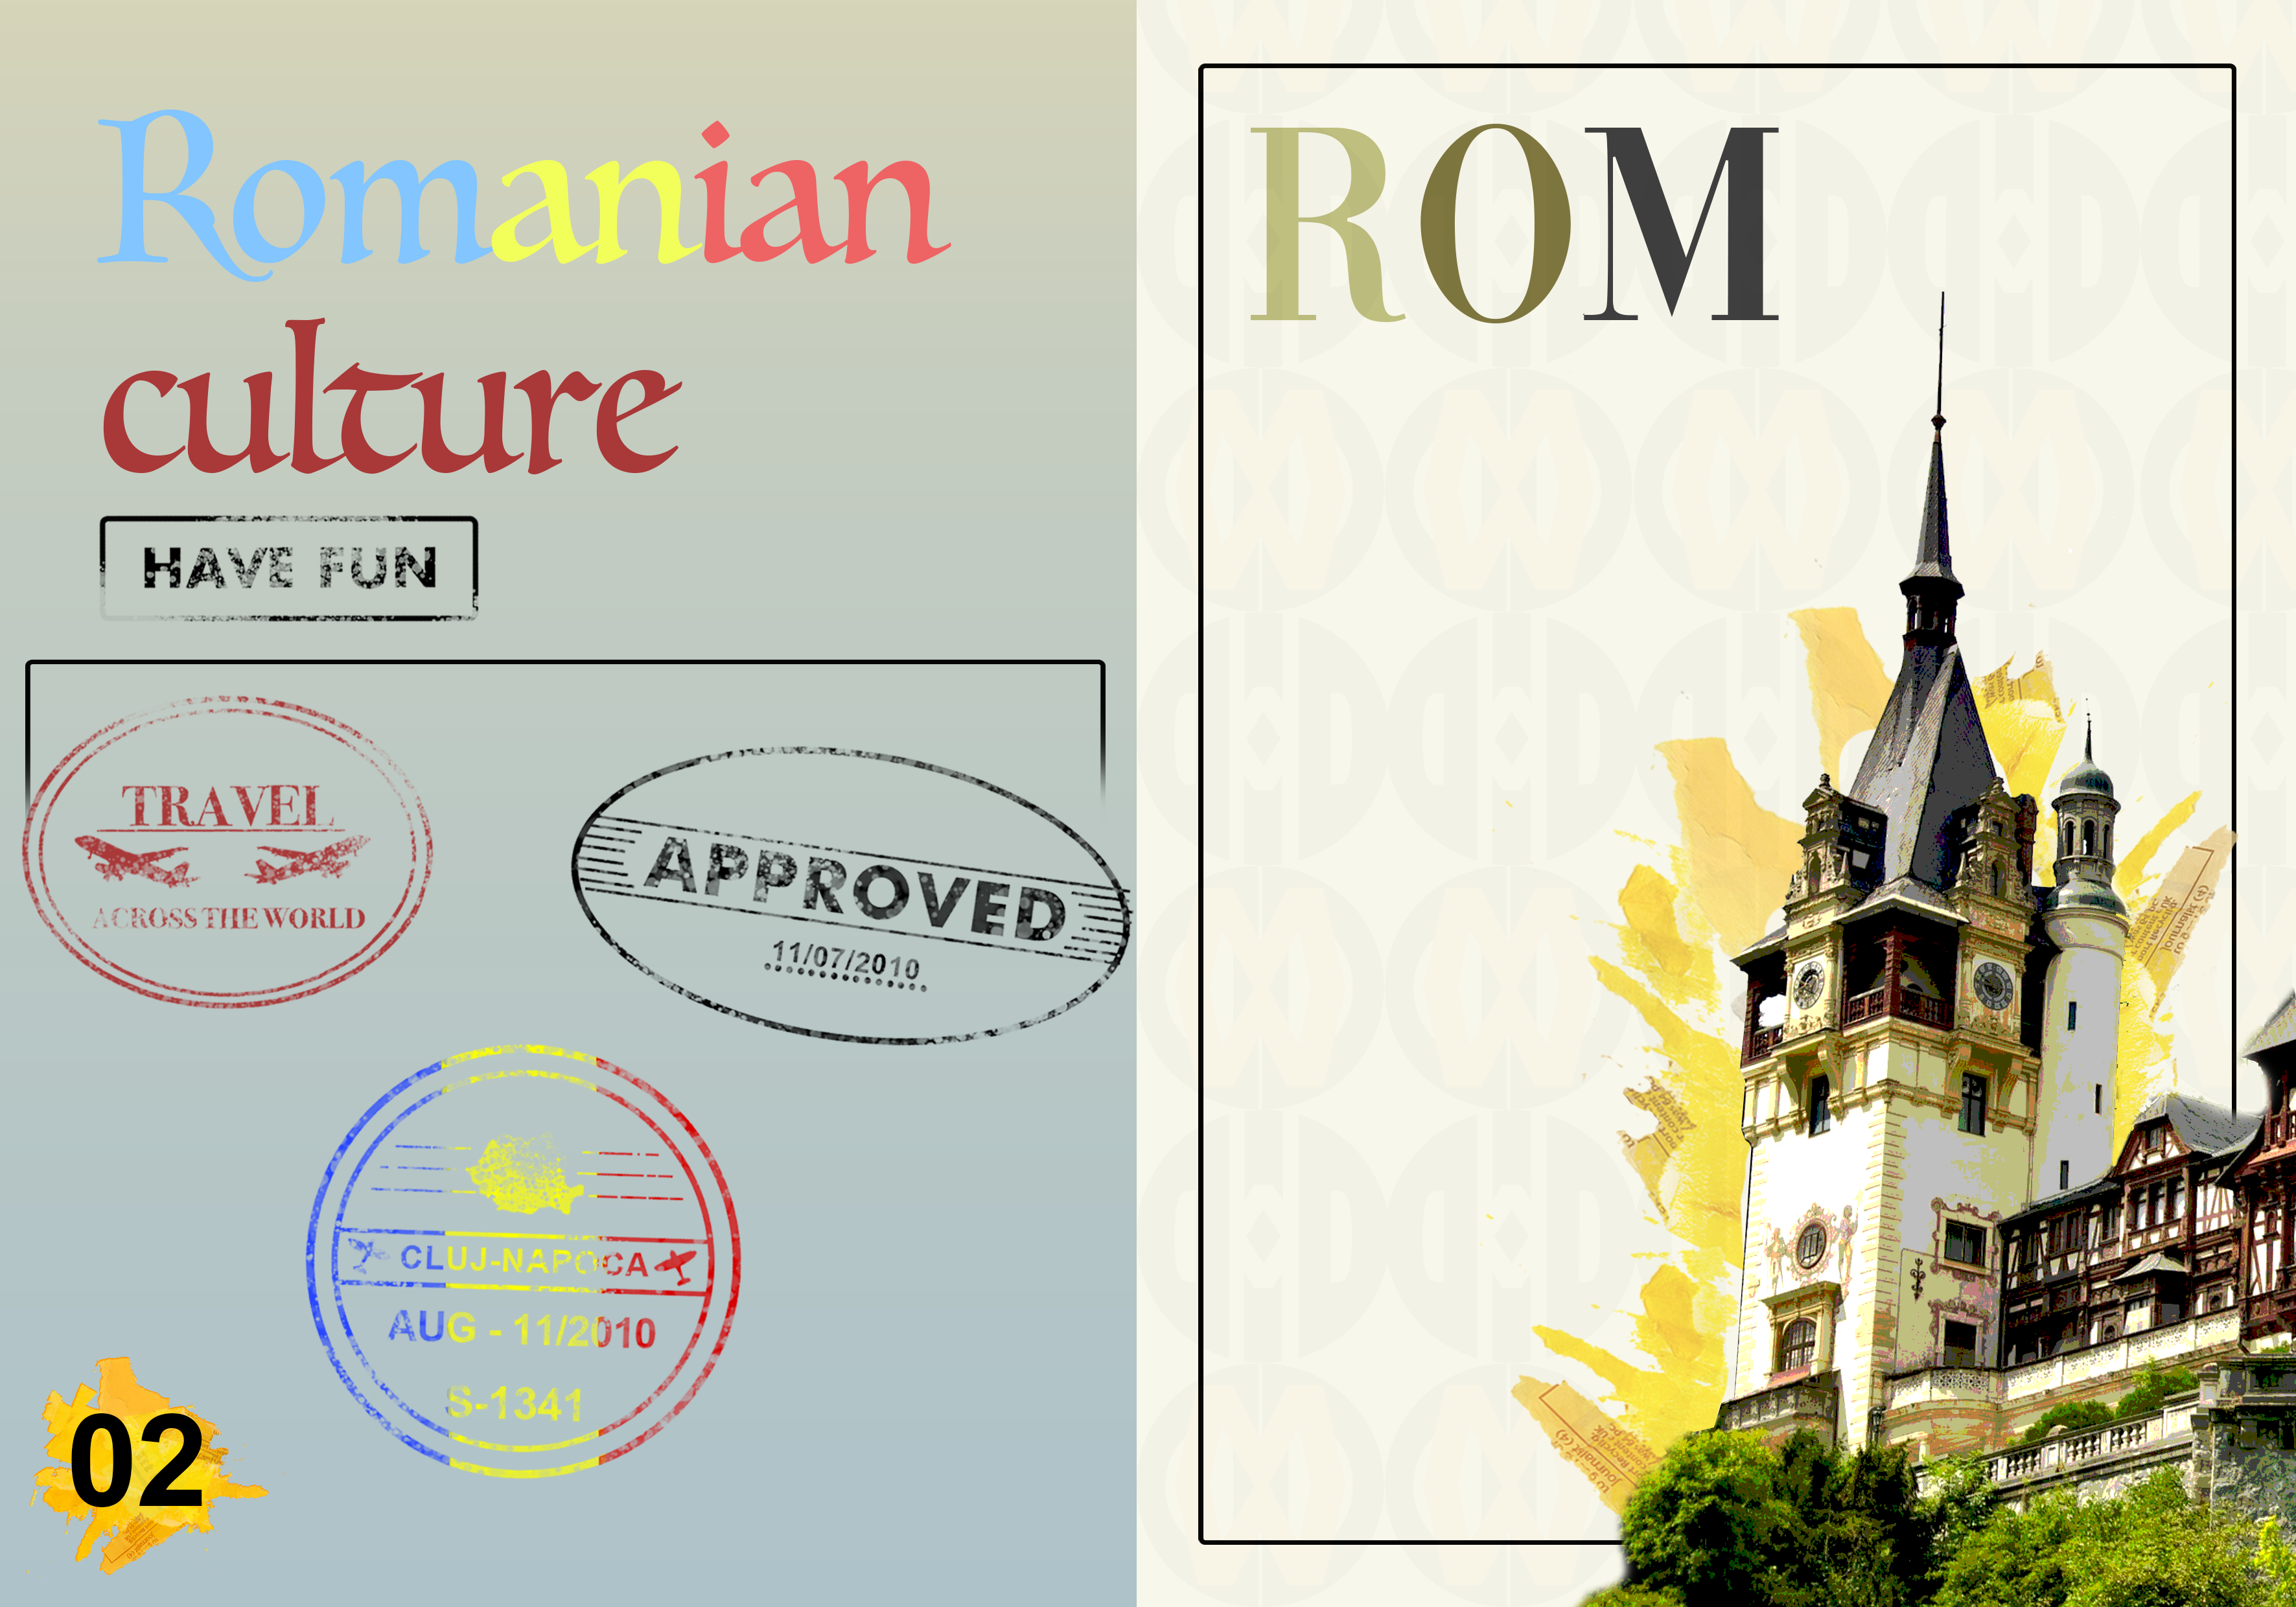 Romanian
culture
HAVE FUN
TRAVEL
ACROSS THE WORLD
APPROVED
11/07/2010
CLUJ-NAPOCA
AUG - 11/2010
S-1341
02
ROM